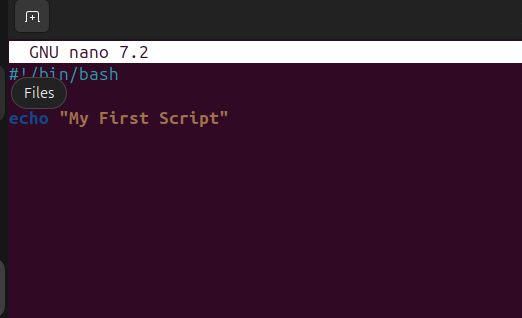 GNU nano 7.2
#!/bin/bash
Files
echo "My First Script"